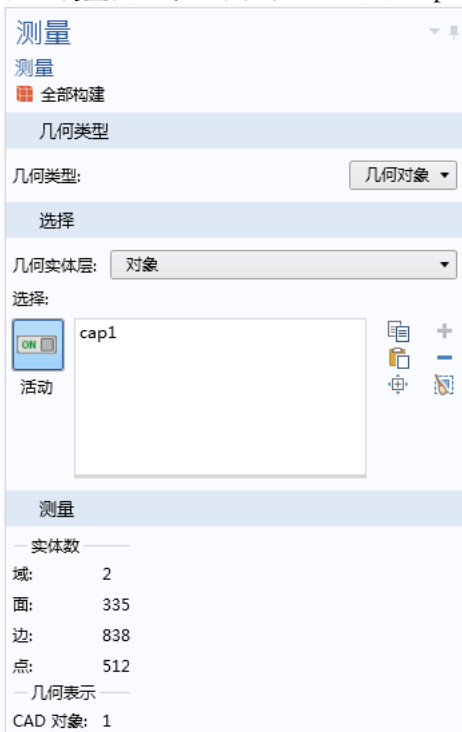 测量
测量
全部构建
几何类型
几何类型: 几何对象
选择
几何实体层: 对象
选择:
ON
cap1
活动
测量
实体数
域: 2
面: 335
边: 838
点: 512
几何表示
CAD 对象: 1